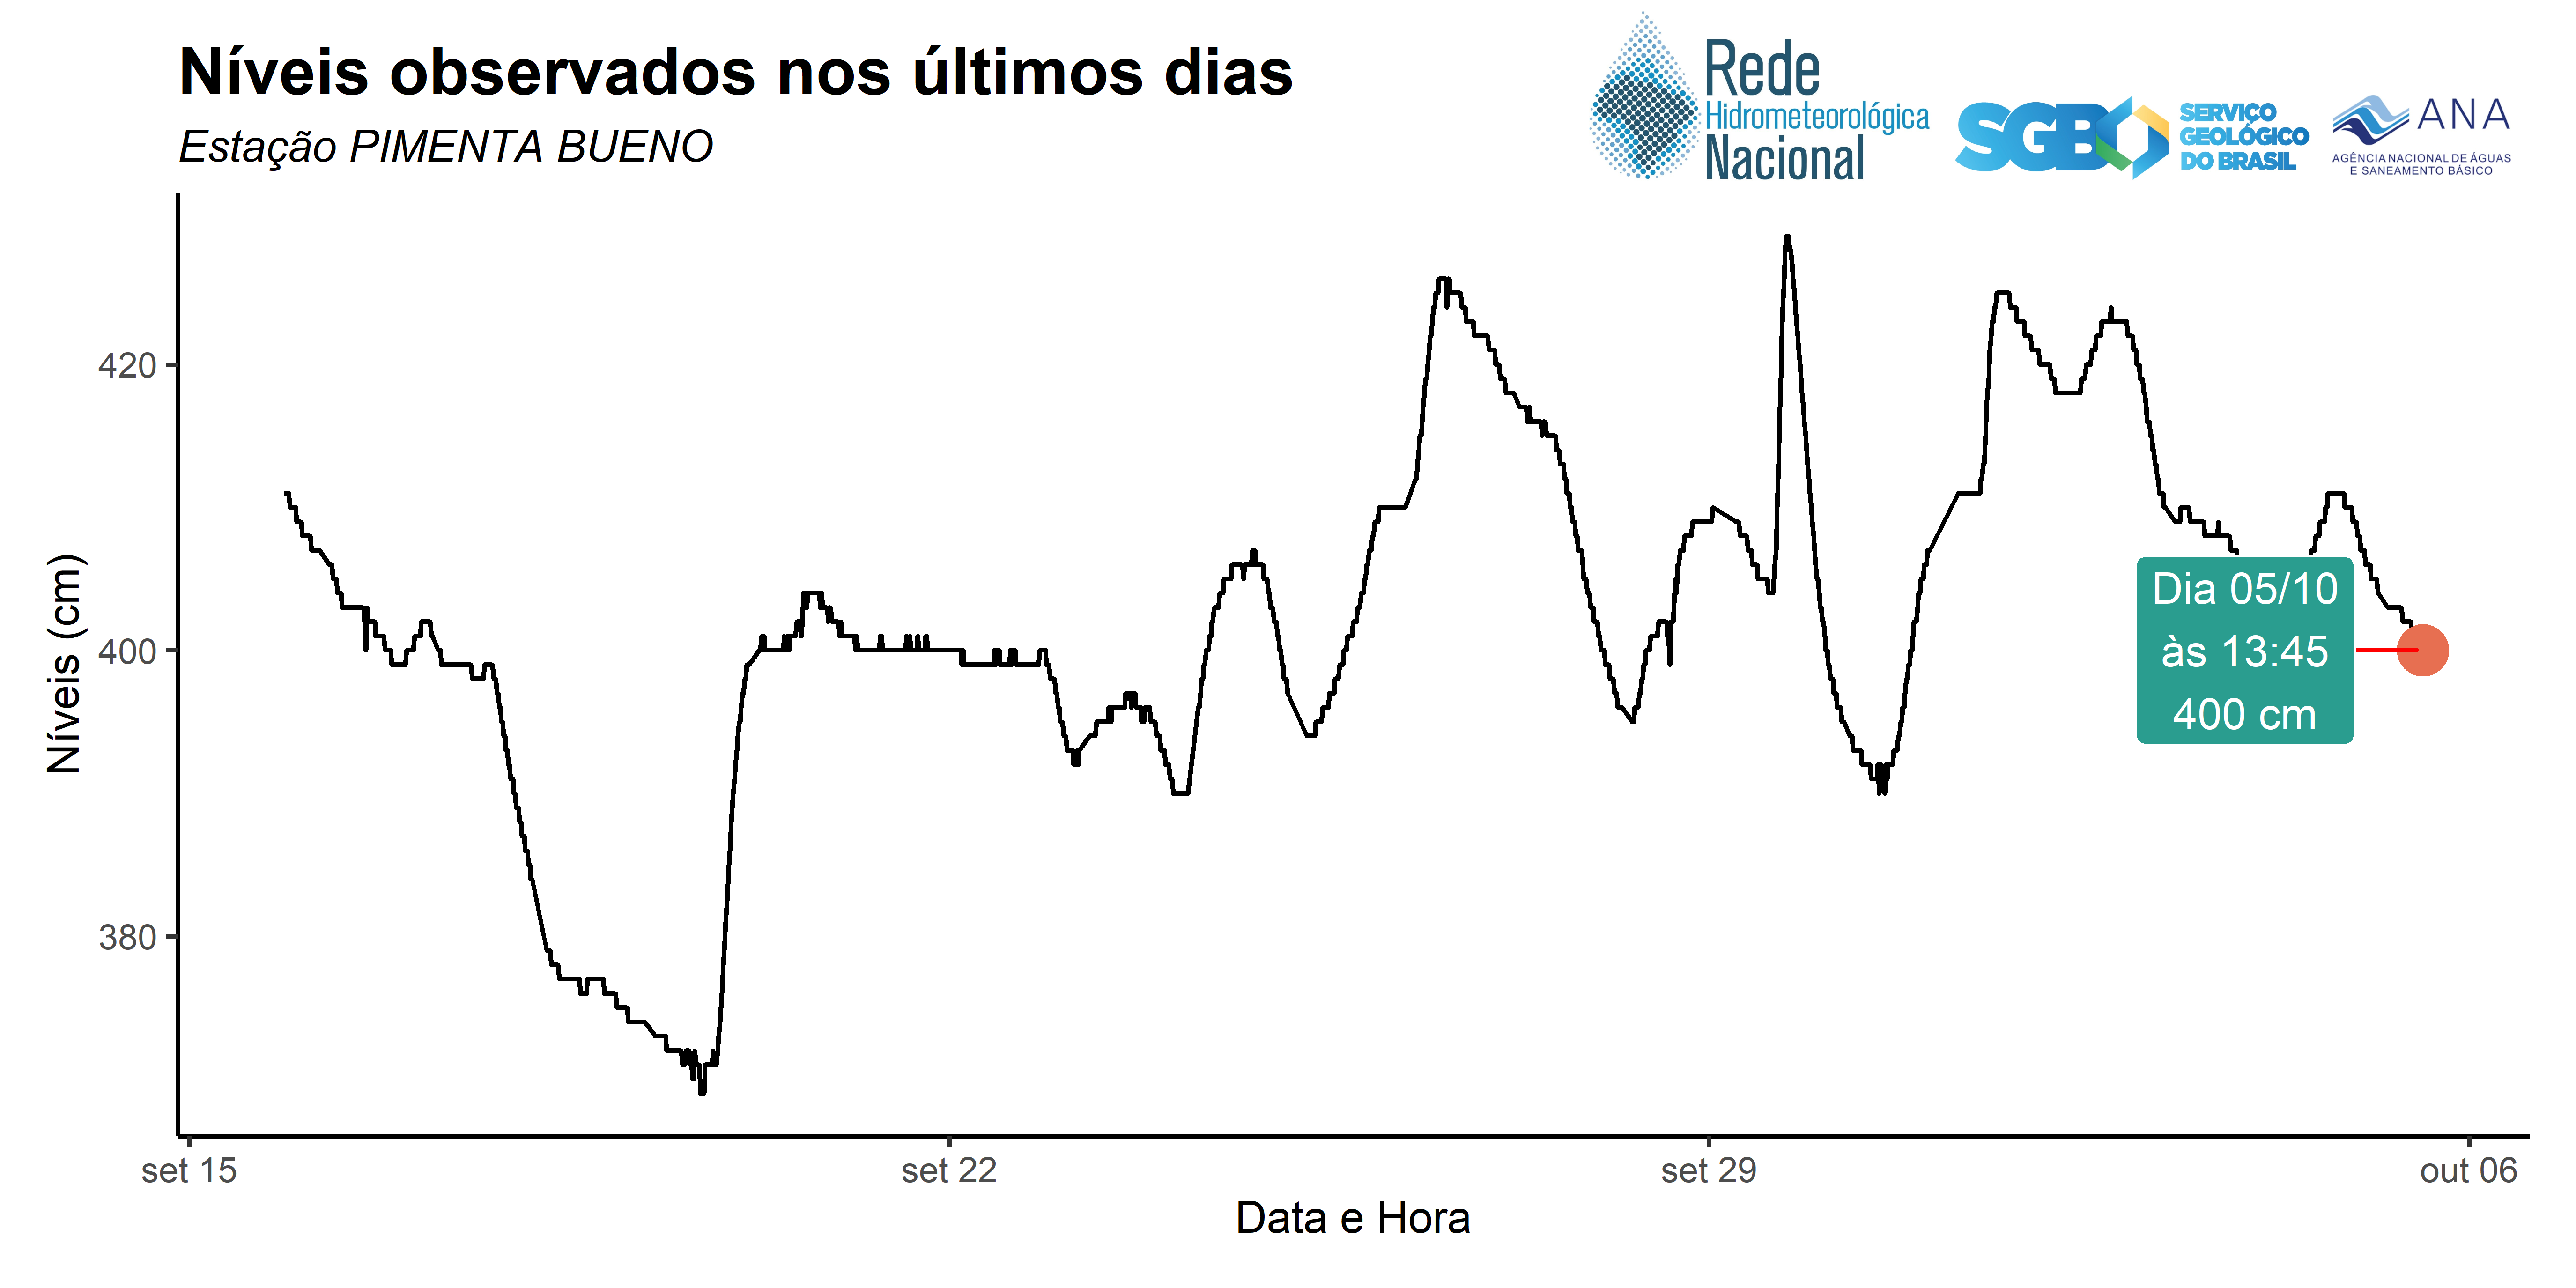 Níveis observados nos últimos dias
Estação PIMENTA BUENO
Rede
Hidrometeorológica
Nacional
SGB
SERVIÇO
GEOLÓGICO
DO BRASIL
ANA
AGÊNCIA NACIONAL DE ÁGUAS
E SANEAMENTO BÁSICO
Níveis (cm)
420
400
380
Dia 05/10
às 13:45
400 cm
set 15
set 22
set 29
out 06
Data e Hora